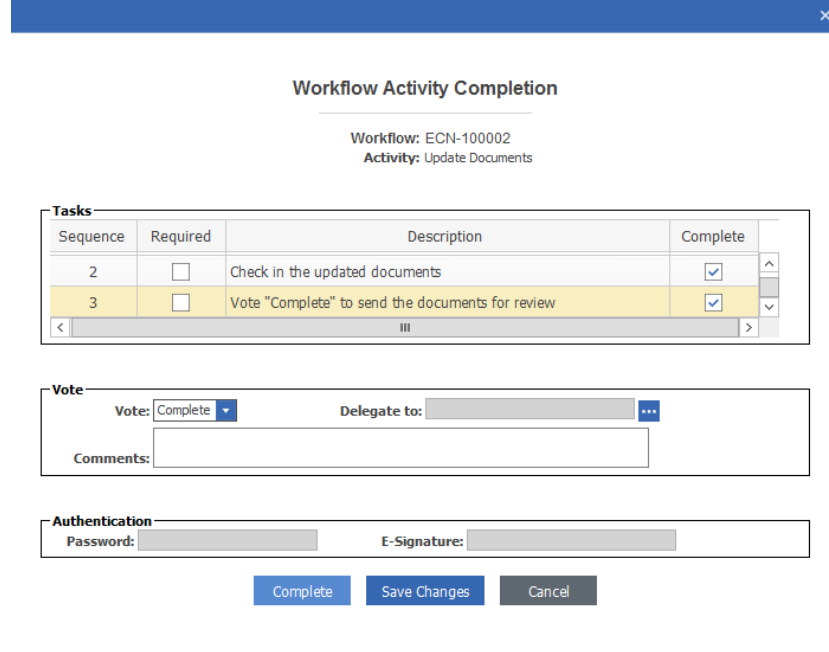 Workflow Activity Completion
Workflow: ECN-100002
Activity: Update Documents
Tasks
Sequence Required Description Complete
2 Check in the updated documents
3 Vote "Complete" to send the documents for review
Vote
Vote: Complete Delegate to:
Comments:
Authentication
Password: E-Signature:
Complete Save Changes Cancel